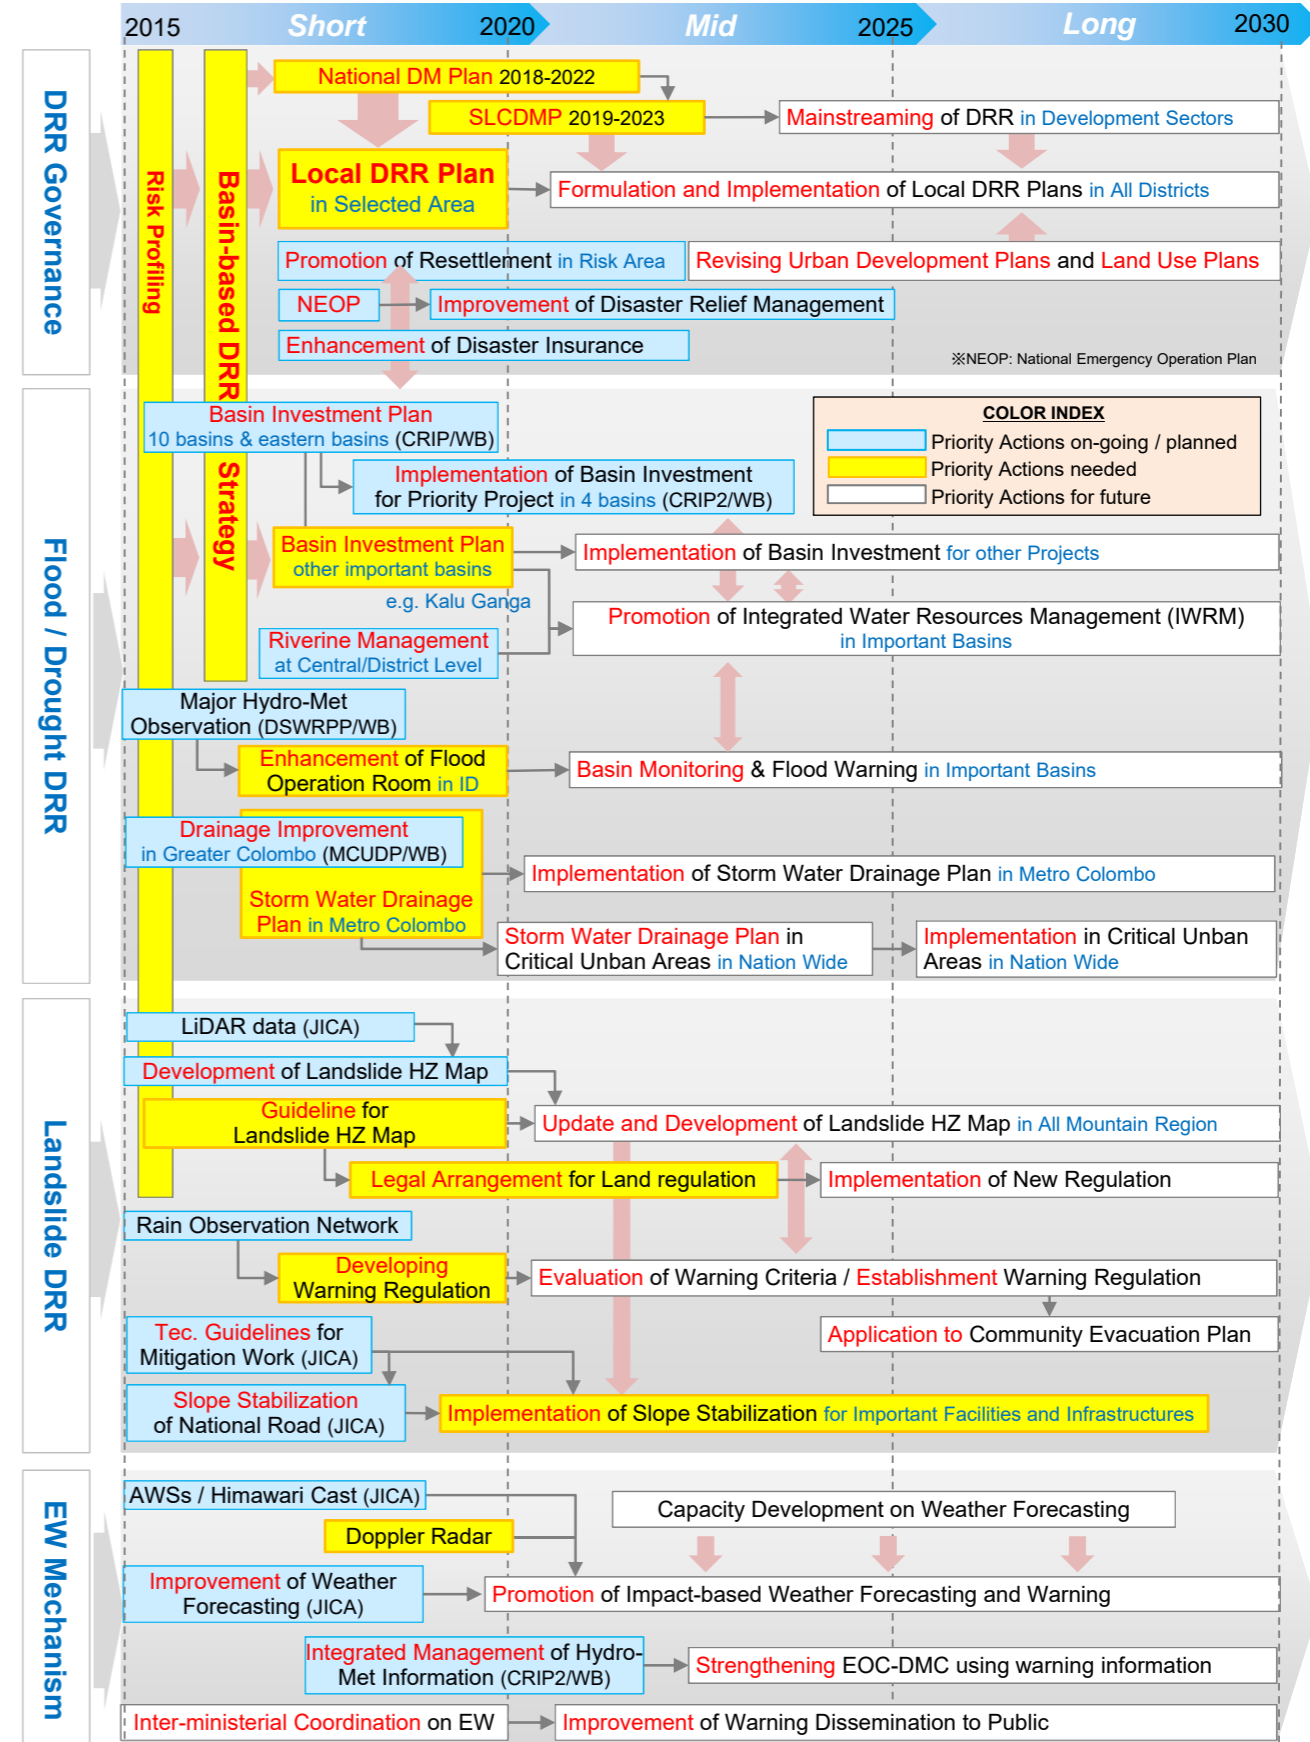 2015
Short
2020
Mid
2025
Long
2030
DRR Governance
Risk Profiling
Basin-based DRR Strategy
National DM Plan 2018-2022
SLCDMP 2019-2023
Mainstreaming of DRR in Development Sectors
Local DRR Plan
in Selected Area
Formulation and Implementation of Local DRR Plans in All Districts
Promotion of Resettlement in Risk Area
Revising Urban Development Plans and Land Use Plans
NEOP
Improvement of Disaster Relief Management
Enhancement of Disaster Insurance
※NEOP: National Emergency Operation Plan
Flood / Drought DRR
Basin Investment Plan
10 basins & eastern basins (CRIP/WB)
COLOR INDEX
Priority Actions on-going / planned
Priority Actions needed
Priority Actions for future
Implementation of Basin Investment
for Priority Project in 4 basins (CRIP2/WB)
Basin Investment Plan
other important basins
e.g. Kalu Ganga
Implementation of Basin Investment for other Projects
Riverine Management
at Central/District Level
Promotion of Integrated Water Resources Management (IWRM)
in Important Basins
Major Hydro-Met
Observation (DSWRPP/WB)
Enhancement of Flood
Operation Room in ID
Basin Monitoring & Flood Warning in Important Basins
Drainage Improvement
in Greater Colombo (MCUDP/WB)
Storm Water Drainage
Plan in Metro Colombo
Implementation of Storm Water Drainage Plan in Metro Colombo
Storm Water Drainage Plan in
Critical Unban Areas in Nation Wide
Implementation in Critical Unban
Areas in Nation Wide
Landslide DRR
LiDAR data (JICA)
Development of Landslide HZ Map
Guideline for
Landslide HZ Map
Update and Development of Landslide HZ Map in All Mountain Region
Legal Arrangement for Land regulation
Implementation of New Regulation
Rain Observation Network
Developing
Warning Regulation
Evaluation of Warning Criteria / Establishment Warning Regulation
Application to Community Evacuation Plan
Tec. Guidelines for
Mitigation Work (JICA)
Slope Stabilization
of National Road (JICA)
Implementation of Slope Stabilization for Important Facilities and Infrastructures
EW Mechanism
AWSs / Himawari Cast (JICA)
Doppler Radar
Capacity Development on Weather Forecasting
Improvement of Weather
Forecasting (JICA)
Promotion of Impact-based Weather Forecasting and Warning
Integrated Management of Hydro-
Met Information (CRIP2/WB)
Strengthening EOC-DMC using warning information
Inter-ministerial Coordination on EW
Improvement of Warning Dissemination to Public